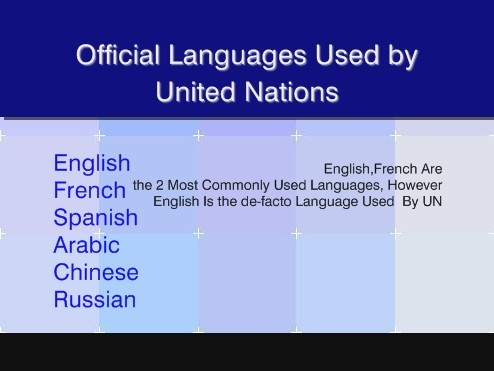 Official Languages Used by
United Nations
English
French
Spanish
Arabic
Chinese
Russian
English,French Are
the 2 Most Commonly Used Languages, However
English Is the de-facto Language Used  By UN